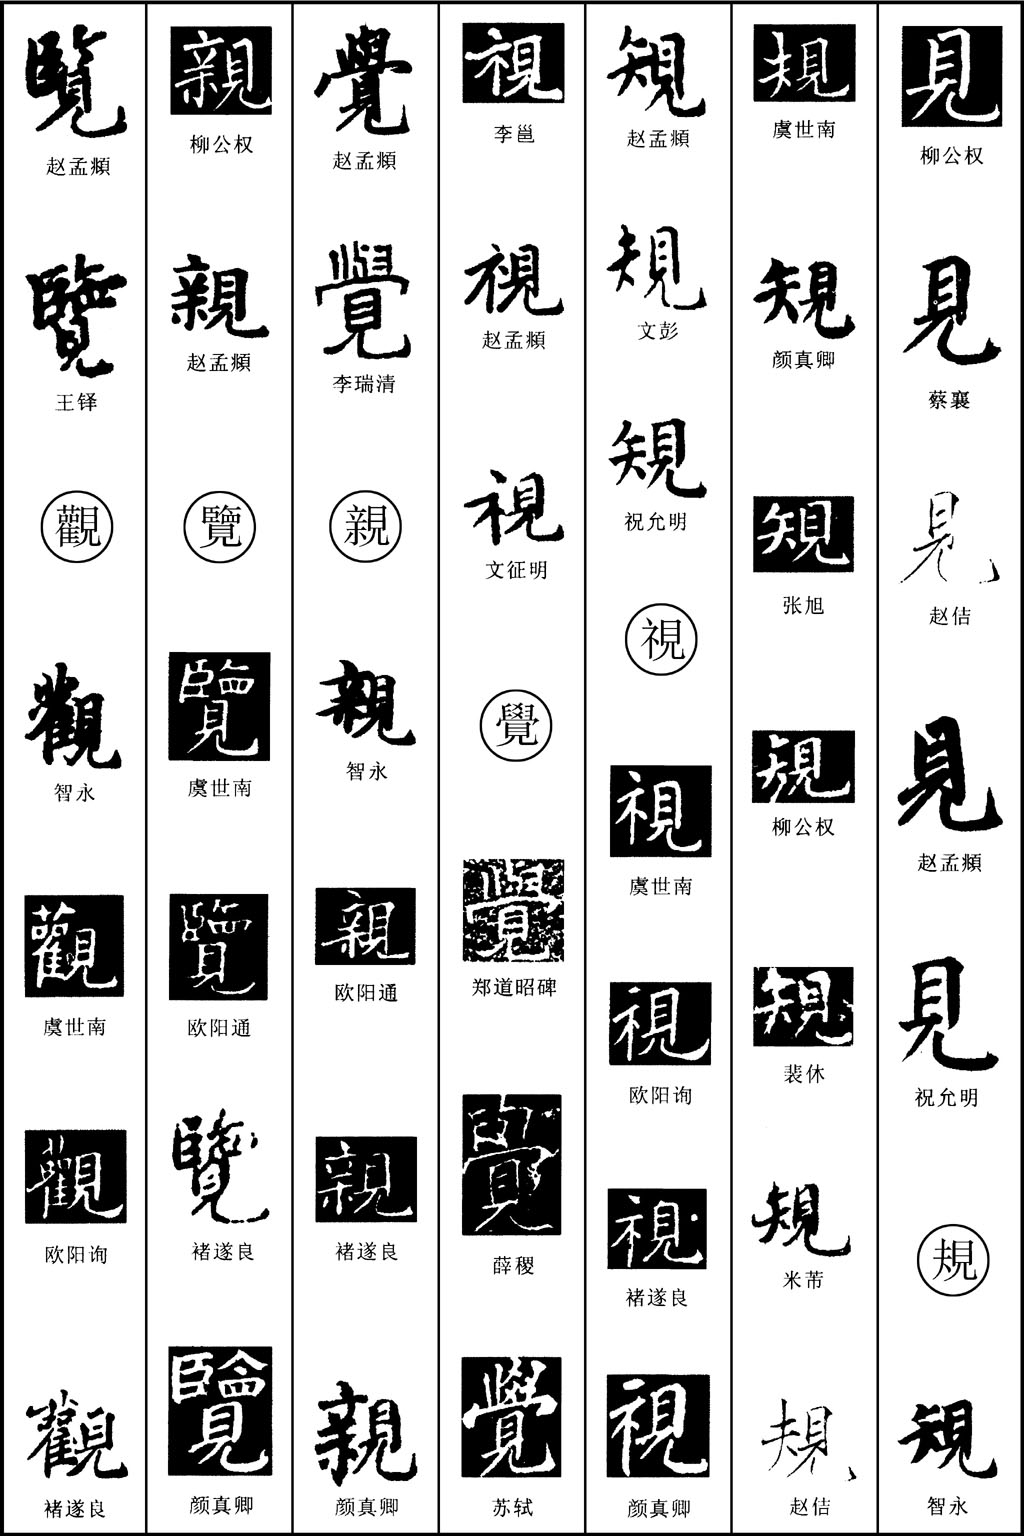 見
柳公权
見
蔡襄
見
赵佶
見
赵孟頫
見
祝允明
規
規
智永
規
虞世南
規
颜真卿
規
张旭
規
柳公权
規
裴休
規
米芾
規
赵佶
規
赵孟頫
規
文彭
規
祝允明
視
視
虞世南
視
欧阳询
視
褚遂良
視
颜真卿
視
李邕
視
赵孟頫
視
文征明
覺
覺
郑道昭碑
覺
薛稷
覺
苏轼
覺
赵孟頫
覺
李瑞清
親
親
智永
親
欧阳通
親
褚遂良
親
颜真卿
親
柳公权
親
赵孟頫
覽
覽
虞世南
覽
欧阳通
覽
褚遂良
覽
颜真卿
覽
赵孟頫
覽
王铎
觀
觀
智永
觀
虞世南
觀
欧阳询
觀
褚遂良